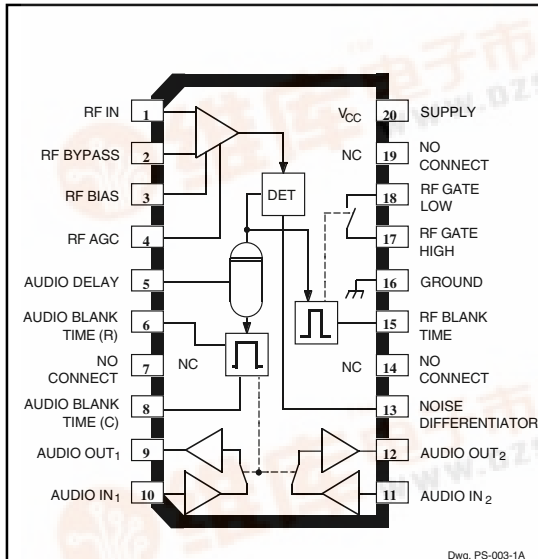 RF IN
1
RF BYPASS
2
RF BIAS
3
RF AGC
4
AUDIO DELAY
5
AUDIO BLANK
TIME (R)
6
NO
CONNECT
7
NC
AUDIO BLANK
TIME (C)
8
AUDIO OUT1
9
AUDIO IN1
10
DET
VCC
20
SUPPLY
NC
19
NO
CONNECT
18
RF GATE
LOW
17
RF GATE
HIGH
16
GROUND
15
RF BLANK
TIME
NC
14
NO
CONNECT
13
NOISE
DIFFERENTIATOR
12
AUDIO OUT2
11
AUDIO IN2
Dwg. PS-003-1A